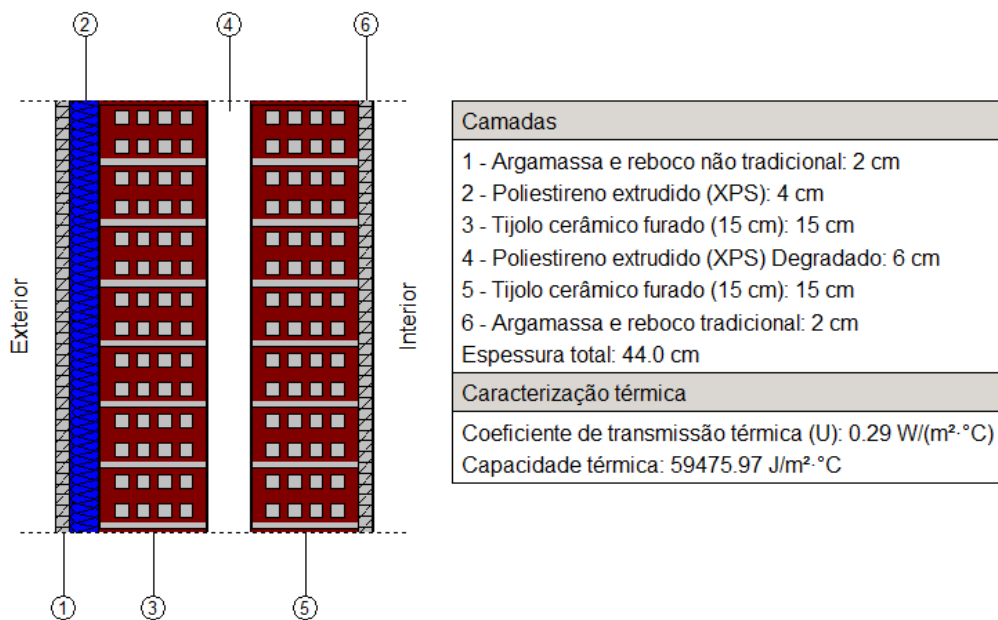 2
4
6
Exterior
Interior
1
3
5
Camadas
1 - Argamassa e reboco não tradicional: 2 cm
2 - Poliestireno extrudido (XPS): 4 cm
3 - Tijolo cerâmico furado (15 cm): 15 cm
4 - Poliestireno extrudido (XPS) Degradado: 6 cm
5 - Tijolo cerâmico furado (15 cm): 15 cm
6 - Argamassa e reboco tradicional: 2 cm
Espessura total: 44.0 cm
Caracterização térmica
Coeficiente de transmissão térmica (U): 0.29 W/(m²·°C)
Capacidade térmica: 59475.97 J/m²·°C